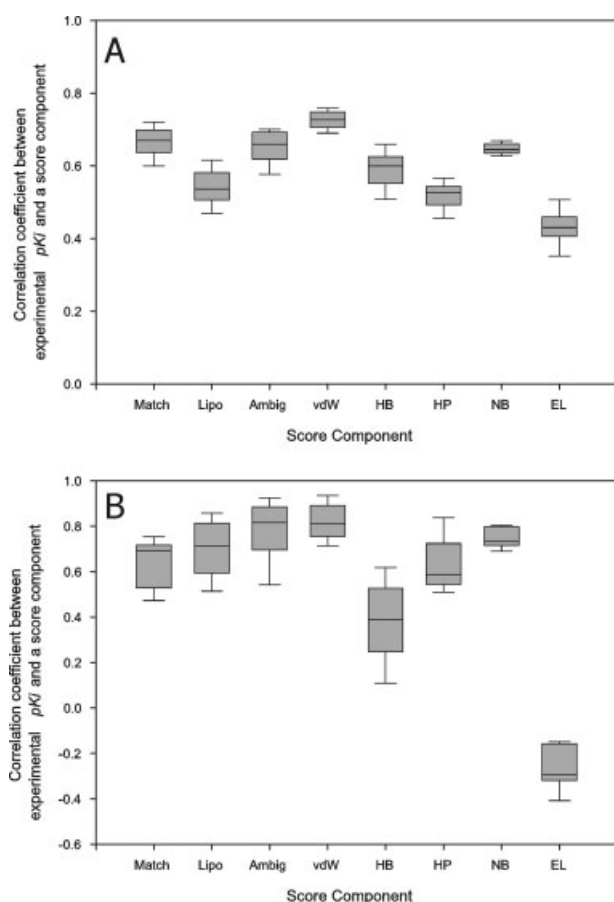 A
Correlation coefficient between
experimental pKi and a score component
1.0
0.8
0.6
0.4
0.2
0.0
Match Lipo Ambig vdW HB HP NB EL
Score Component
B
Correlation coefficient between
experimental pKi and a score component
1.0
0.8
0.6
0.4
0.2
0.0
-0.2
-0.4
-0.6
Match Lipo Ambig vdW HB HP NB EL
Score Component